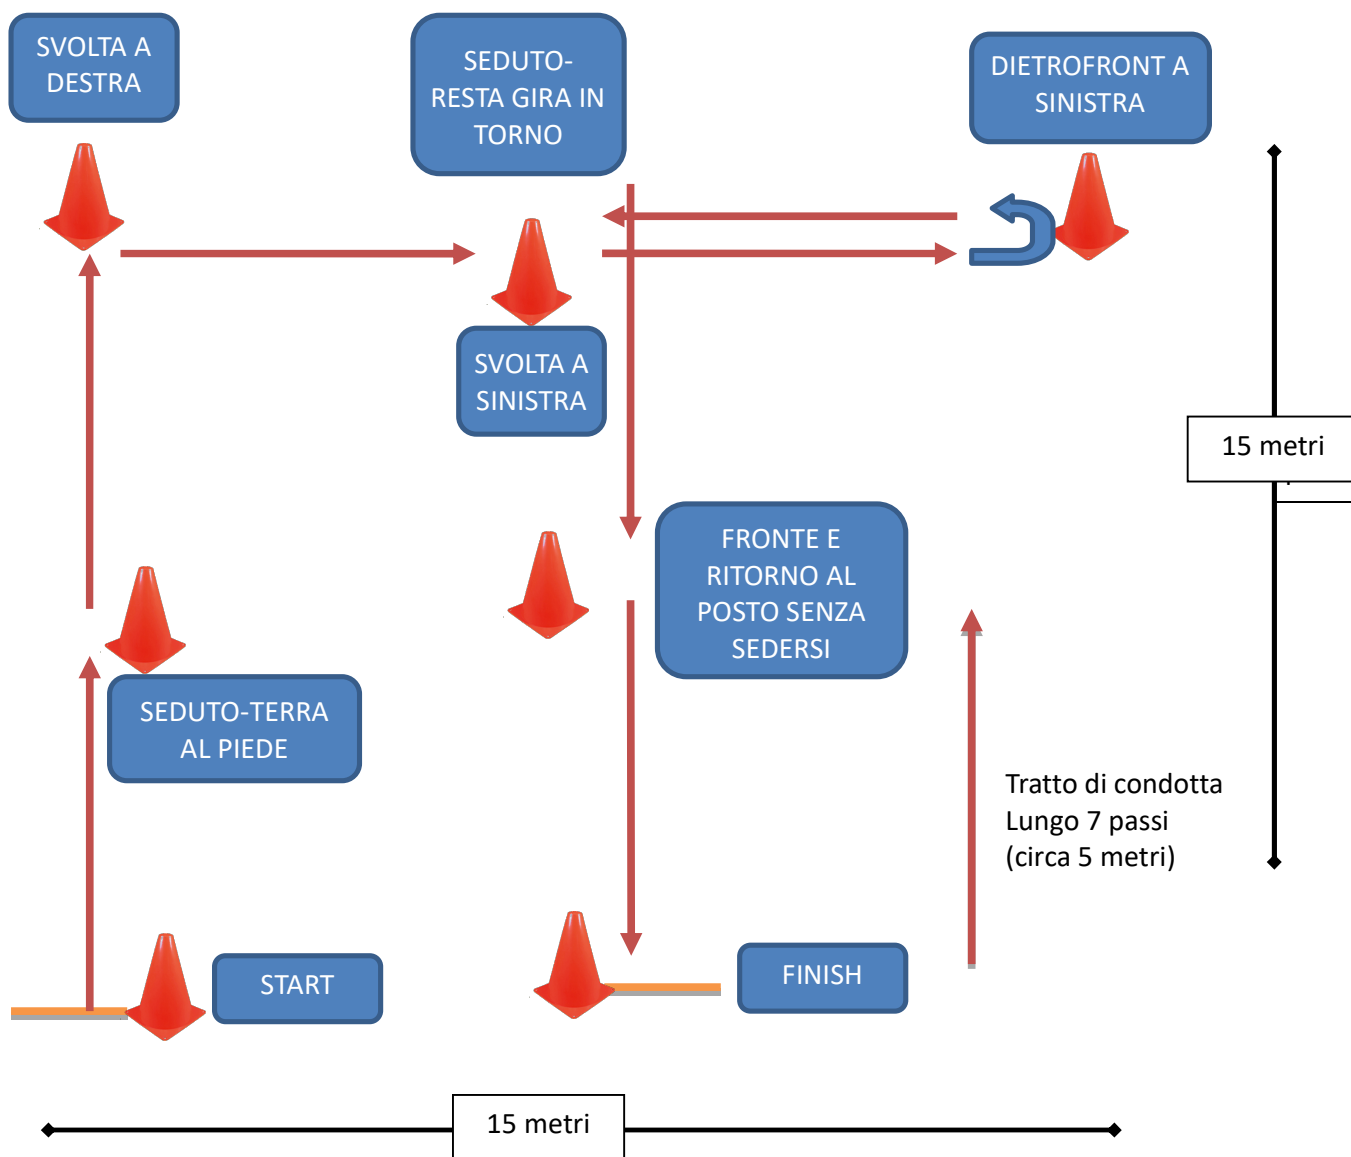 SVOLTA A
DESTRA
SEDUTO-
RESTA GIRA IN
TORNO
DIETROFRONT A
SINISTRA
SVOLTA A
SINISTRA
15 metri
FRONTE E
RITORNO AL
POSTO SENZA
SEDERSI
SEDUTO-TERRA
AL PIEDE
Tratto di condotta
Lungo 7 passi
(circa 5 metri)
START
FINISH
15 metri